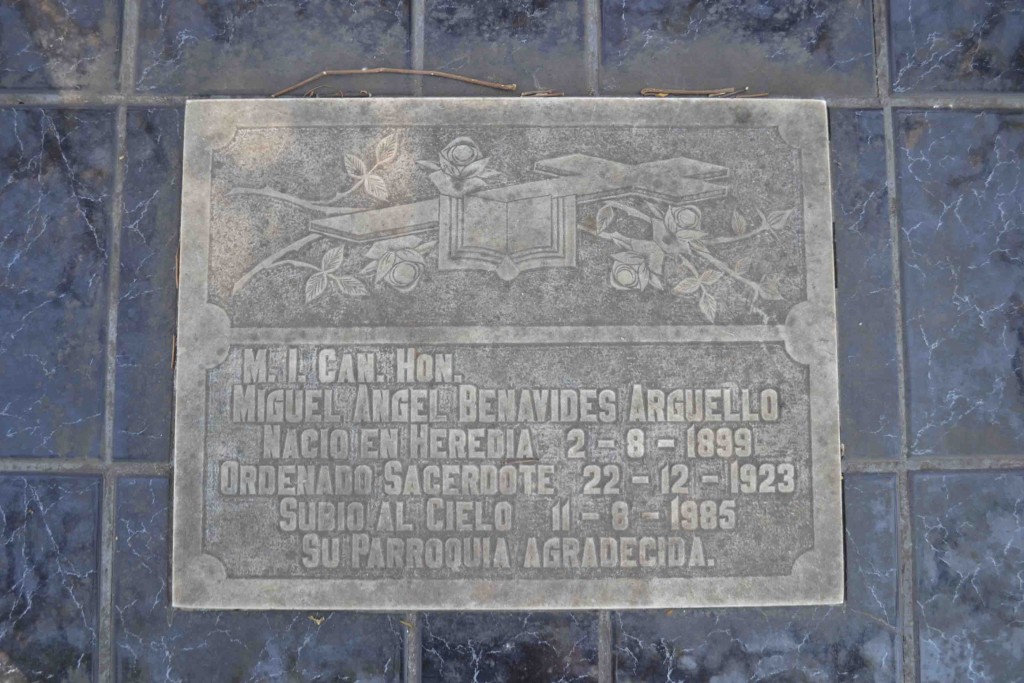 M. I. CAN. HON.
MIGUEL ANGEL BENAVIDES ARGUELLO
NACIO EN HEREDIA 2 - 8 - 1899
ORDENADO SACERDOTE 22 - 12 - 1923
SUBIO AL CIELO 11 - 8 - 1985
SU PARROQUIA AGRADECIDA.